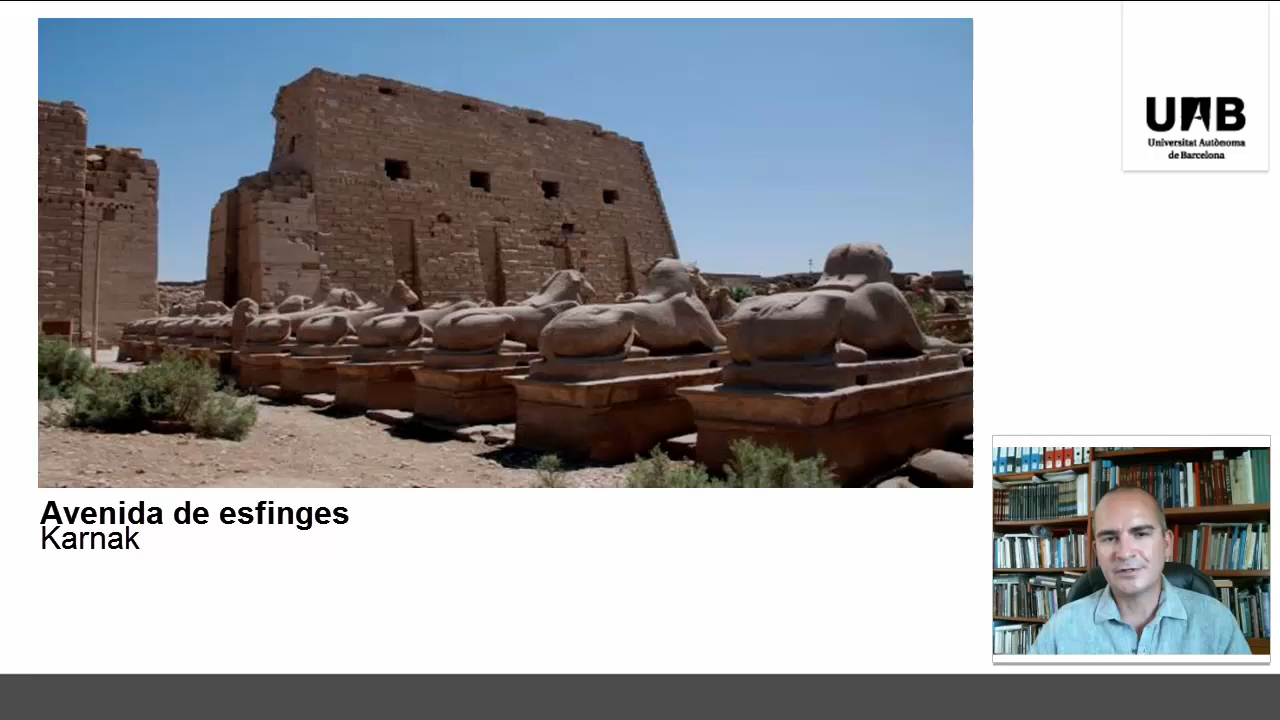 UAB
Universitat Autònoma
de Barcelona
Avenida de esfinges
Karnak